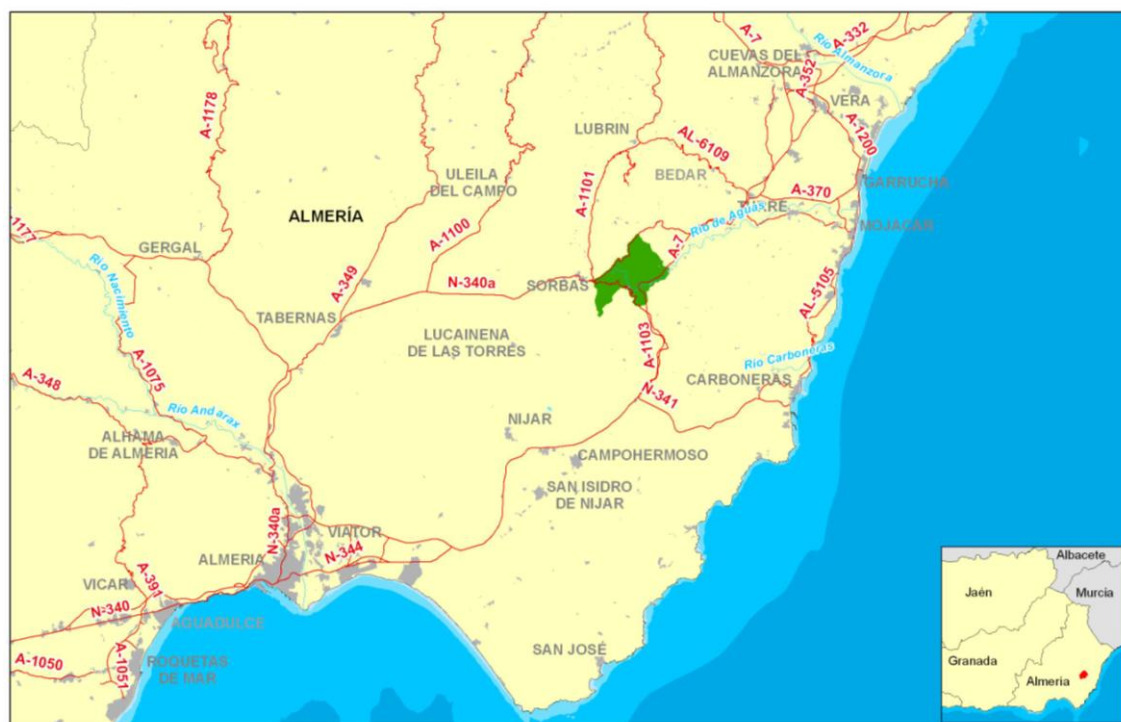 A-7
A-332
Río Almanzora
CUEVAS DEL
ALMANZORA
A-352
VERA
A-1178
A-1200
LUBRIN
AL-6109
BEDAR
ULEILA
DEL CAMPO
A-1101
A-370
GARRUCHA
ALMERÍA
Río de Aguas
MOJACAR
1177
GERGAL
A-1100
A-7
Río Nacimiento
A-349
N-340a
SORBAS
AL-5105
TABERNAS
LUCAINENA
DE LAS TORRES
A-1103
Río Carboneras
A-1075
A-348
CARBONERAS
N-341
Río Andarax
NIJAR
ALHAMA
DE ALMERIA
CAMPOHERMOSO
SAN ISIDRO
DE NIJAR
N-340a
VIATOR
ALMERIA
N-344
VICAR
A-391
N-340
AGUADULCE
A-1050
A-1051
ROQUETAS
DE MAR
SAN JOSÉ
Albacete
Jaén
Murcia
Granada
Almería